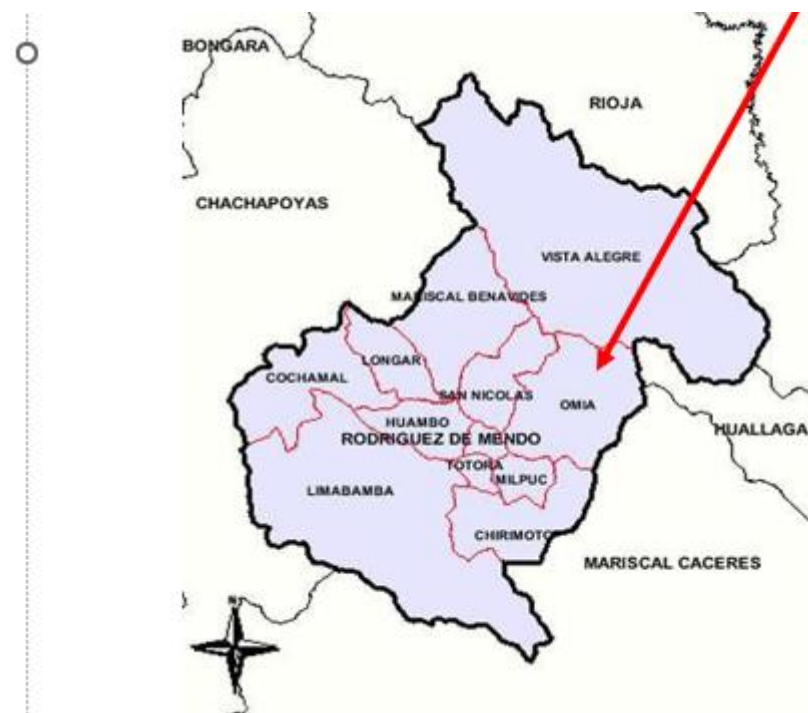 BONGARA
RIOJA
CHACHAPOYAS
VISTA ALEGRE
MARISCAL BENAVIDES
LONGAR
COCHAMAL
SAN NICOLAS
OMIA
HUAMBO
HUALLAGA
RODRIGUEZ DE MENDO
TOTORA
MILPUC
LIMABAMBA
CHIRIMOTO
MARISCAL CACERES
N